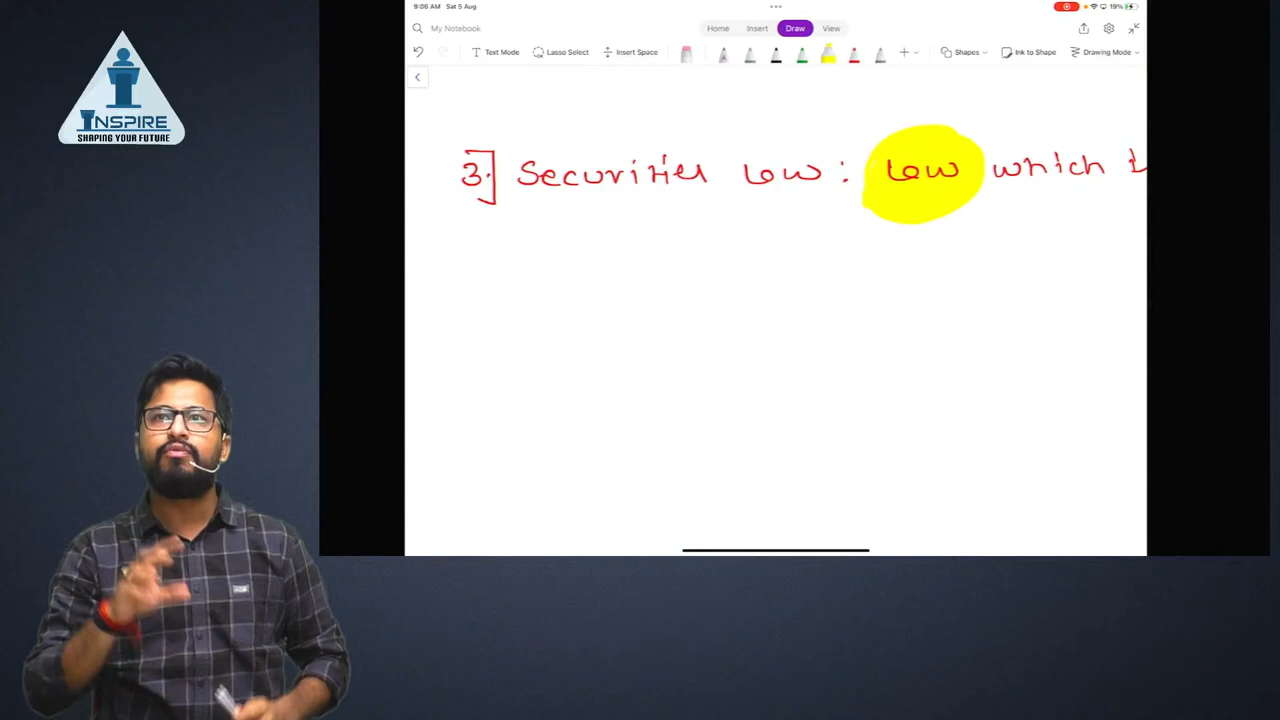 9:06 AM Sat 5 Aug
19%
My Notebook
Home Insert Draw View
Text Mode Lasso Select Insert Space Shapes Ink to Shape Drawing Mode
INSPIRE
SHAPING YOUR FUTURE
3.] Securities law : law which